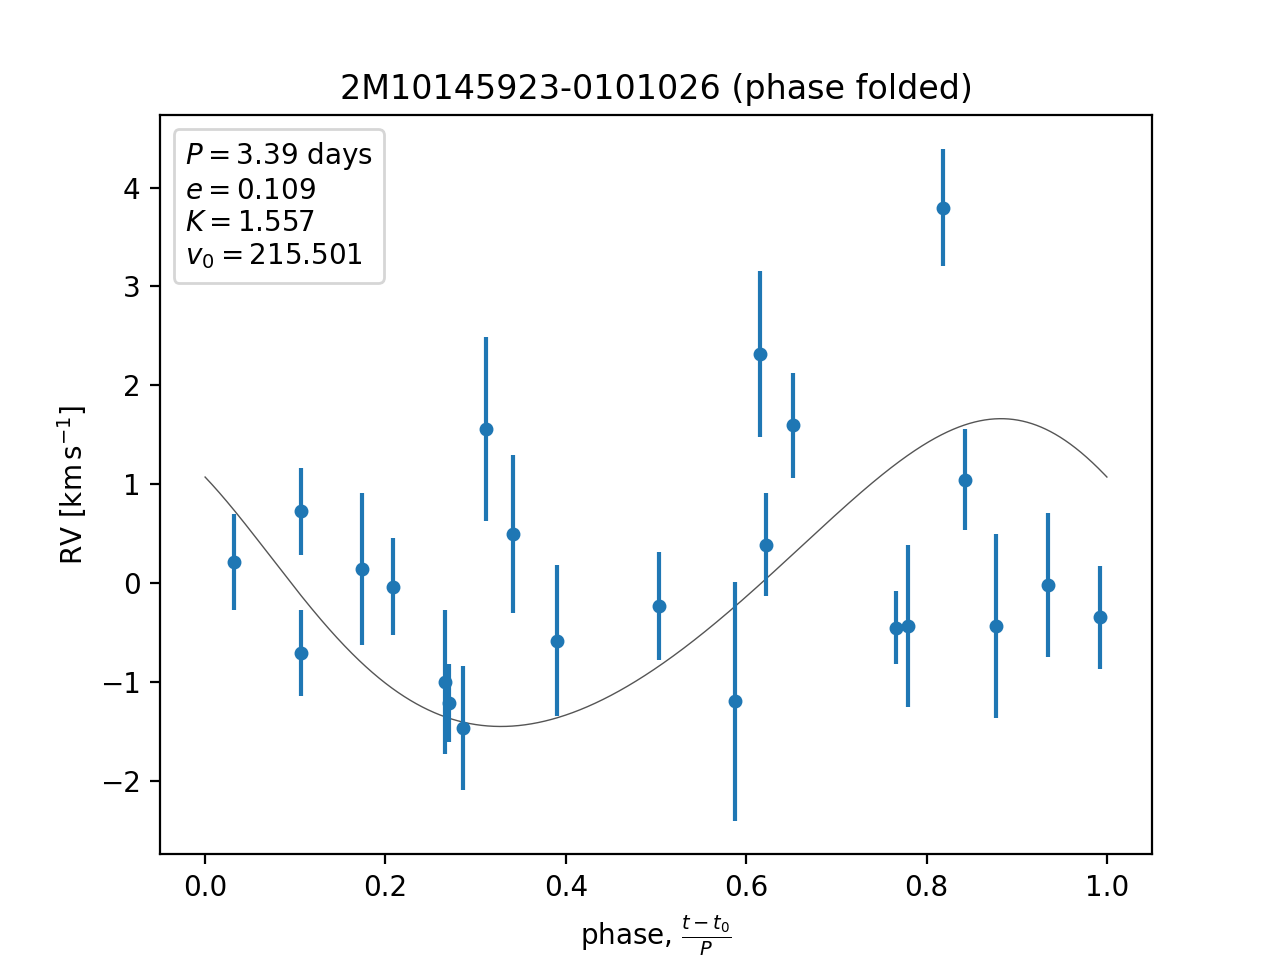 2M10145923-0101026 (phase folded)
P = 3.39 days
e = 0.109
K = 1.557
v₀ = 215.501
4
3
2
1
0
−1
−2
RV [km s⁻¹]
0.0 0.2 0.4 0.6 0.8 1.0
phase, (t − t₀)/P